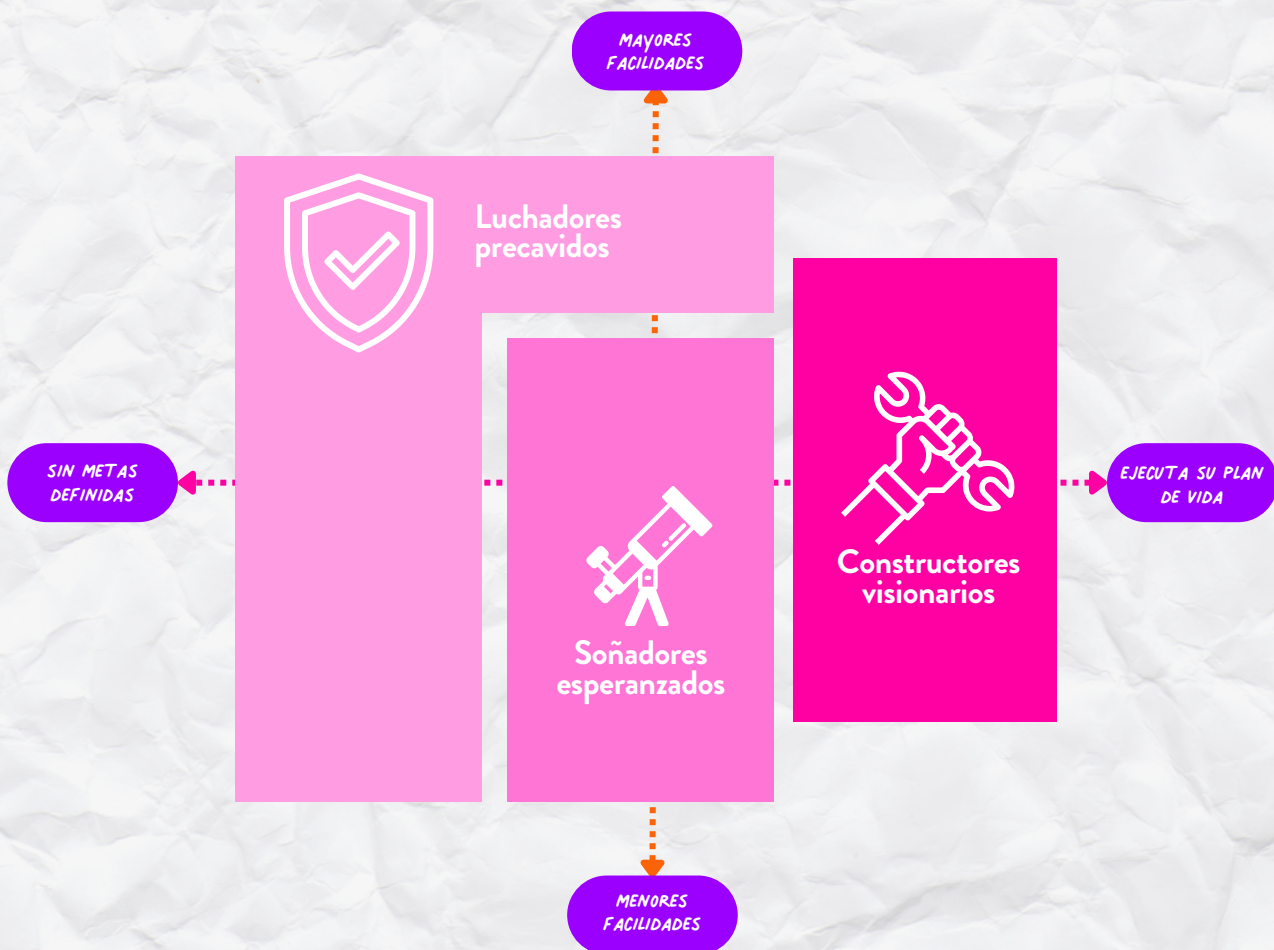 MAYORES
FACILIDADES
Luchadores
precavidos
SIN METAS
DEFINIDAS
EJECUTA SU PLAN
DE VIDA
Constructores
visionarios
Soñadores
esperanzados
MENORES
FACILIDADES